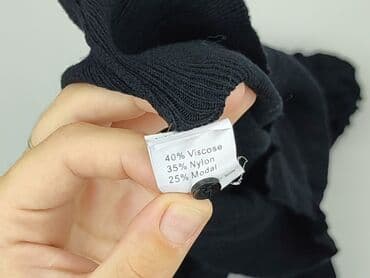 40% Viscose
35% Nylon
25% Modal